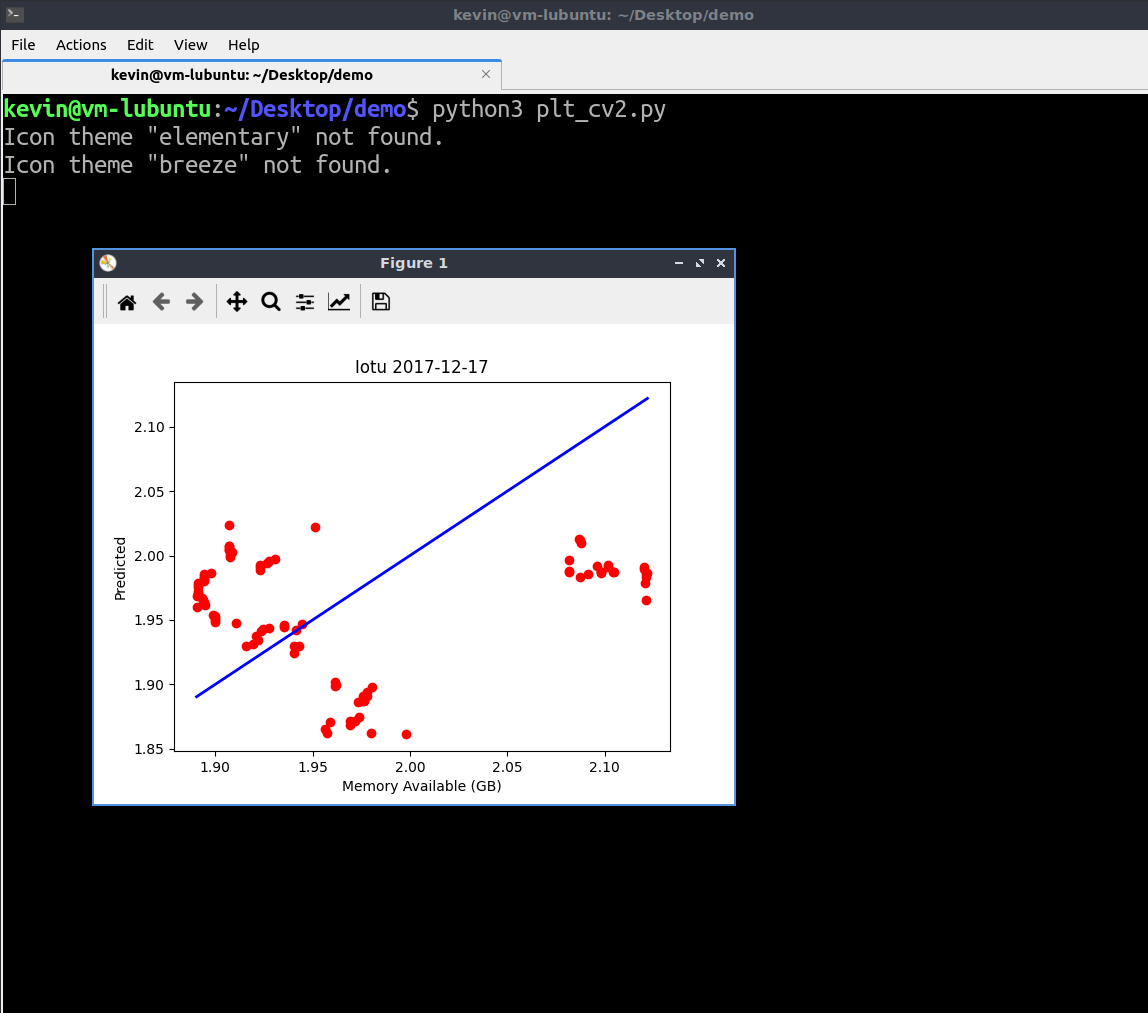 kevin@vm-lubuntu: ~/Desktop/demo
File Actions Edit View Help
kevin@vm-lubuntu: ~/Desktop/demo
kevin@vm-lubuntu:~/Desktop/demo$ python3 plt_cv2.py
Icon theme "elementary" not found.
Icon theme "breeze" not found.
Figure 1
lotu 2017-12-17
2.10
2.05
2.00
1.95
1.90
1.85
Predicted
1.90 1.95 2.00 2.05 2.10
Memory Available (GB)